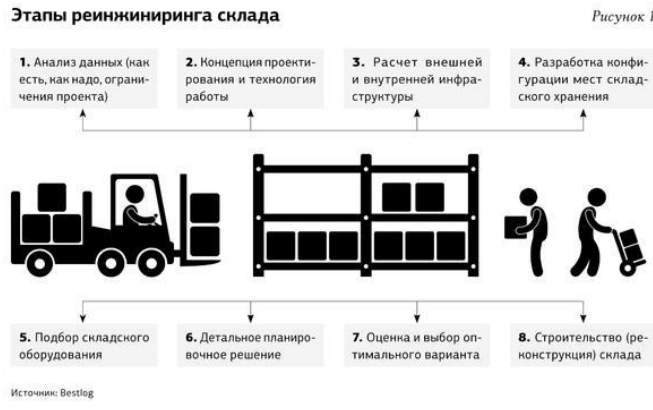 Этапы реинжиниринга склада
Рисунок 1
1. Анализ данных (как
есть, как надо, ограни-
чения проекта)
2. Концепция проекти-
рования и технология
работы
3. Расчет внешней
и внутренней инфра-
структуры
4. Разработка конфи-
гурации мест склад-
ского хранения
5. Подбор складского
оборудования
6. Детальное планиро-
вочное решение
7. Оценка и выбор оп-
тимального варианта
8. Строительство (ре-
конструкция) склада
Источник: Bestlog